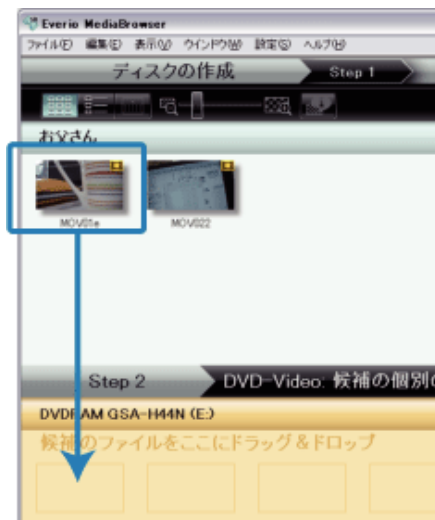 Everio MediaBrowser
ファイル(F) 編集(E) 表示(V) ウインドウ(W) 設定(S) ヘルプ(H)
ディスクの作成 Step 1
お父さん
MOV01e MOV022
Step 2 DVD-Video: 候補の個別の
DVDRAM GSA-H44N (E:)
候補のファイルをここにドラッグ&ドロップ